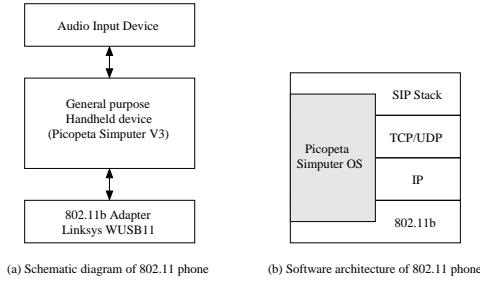 Audio Input Device
General purpose
Handheld device
(Picopeta Simputer V3)
802.11b Adapter
Linksys WUSB11
(a) Schematic diagram of 802.11 phone
SIP Stack
TCP/UDP
Picopeta
Simputer OS
IP
802.11b
(b) Software architecture of 802.11 phone